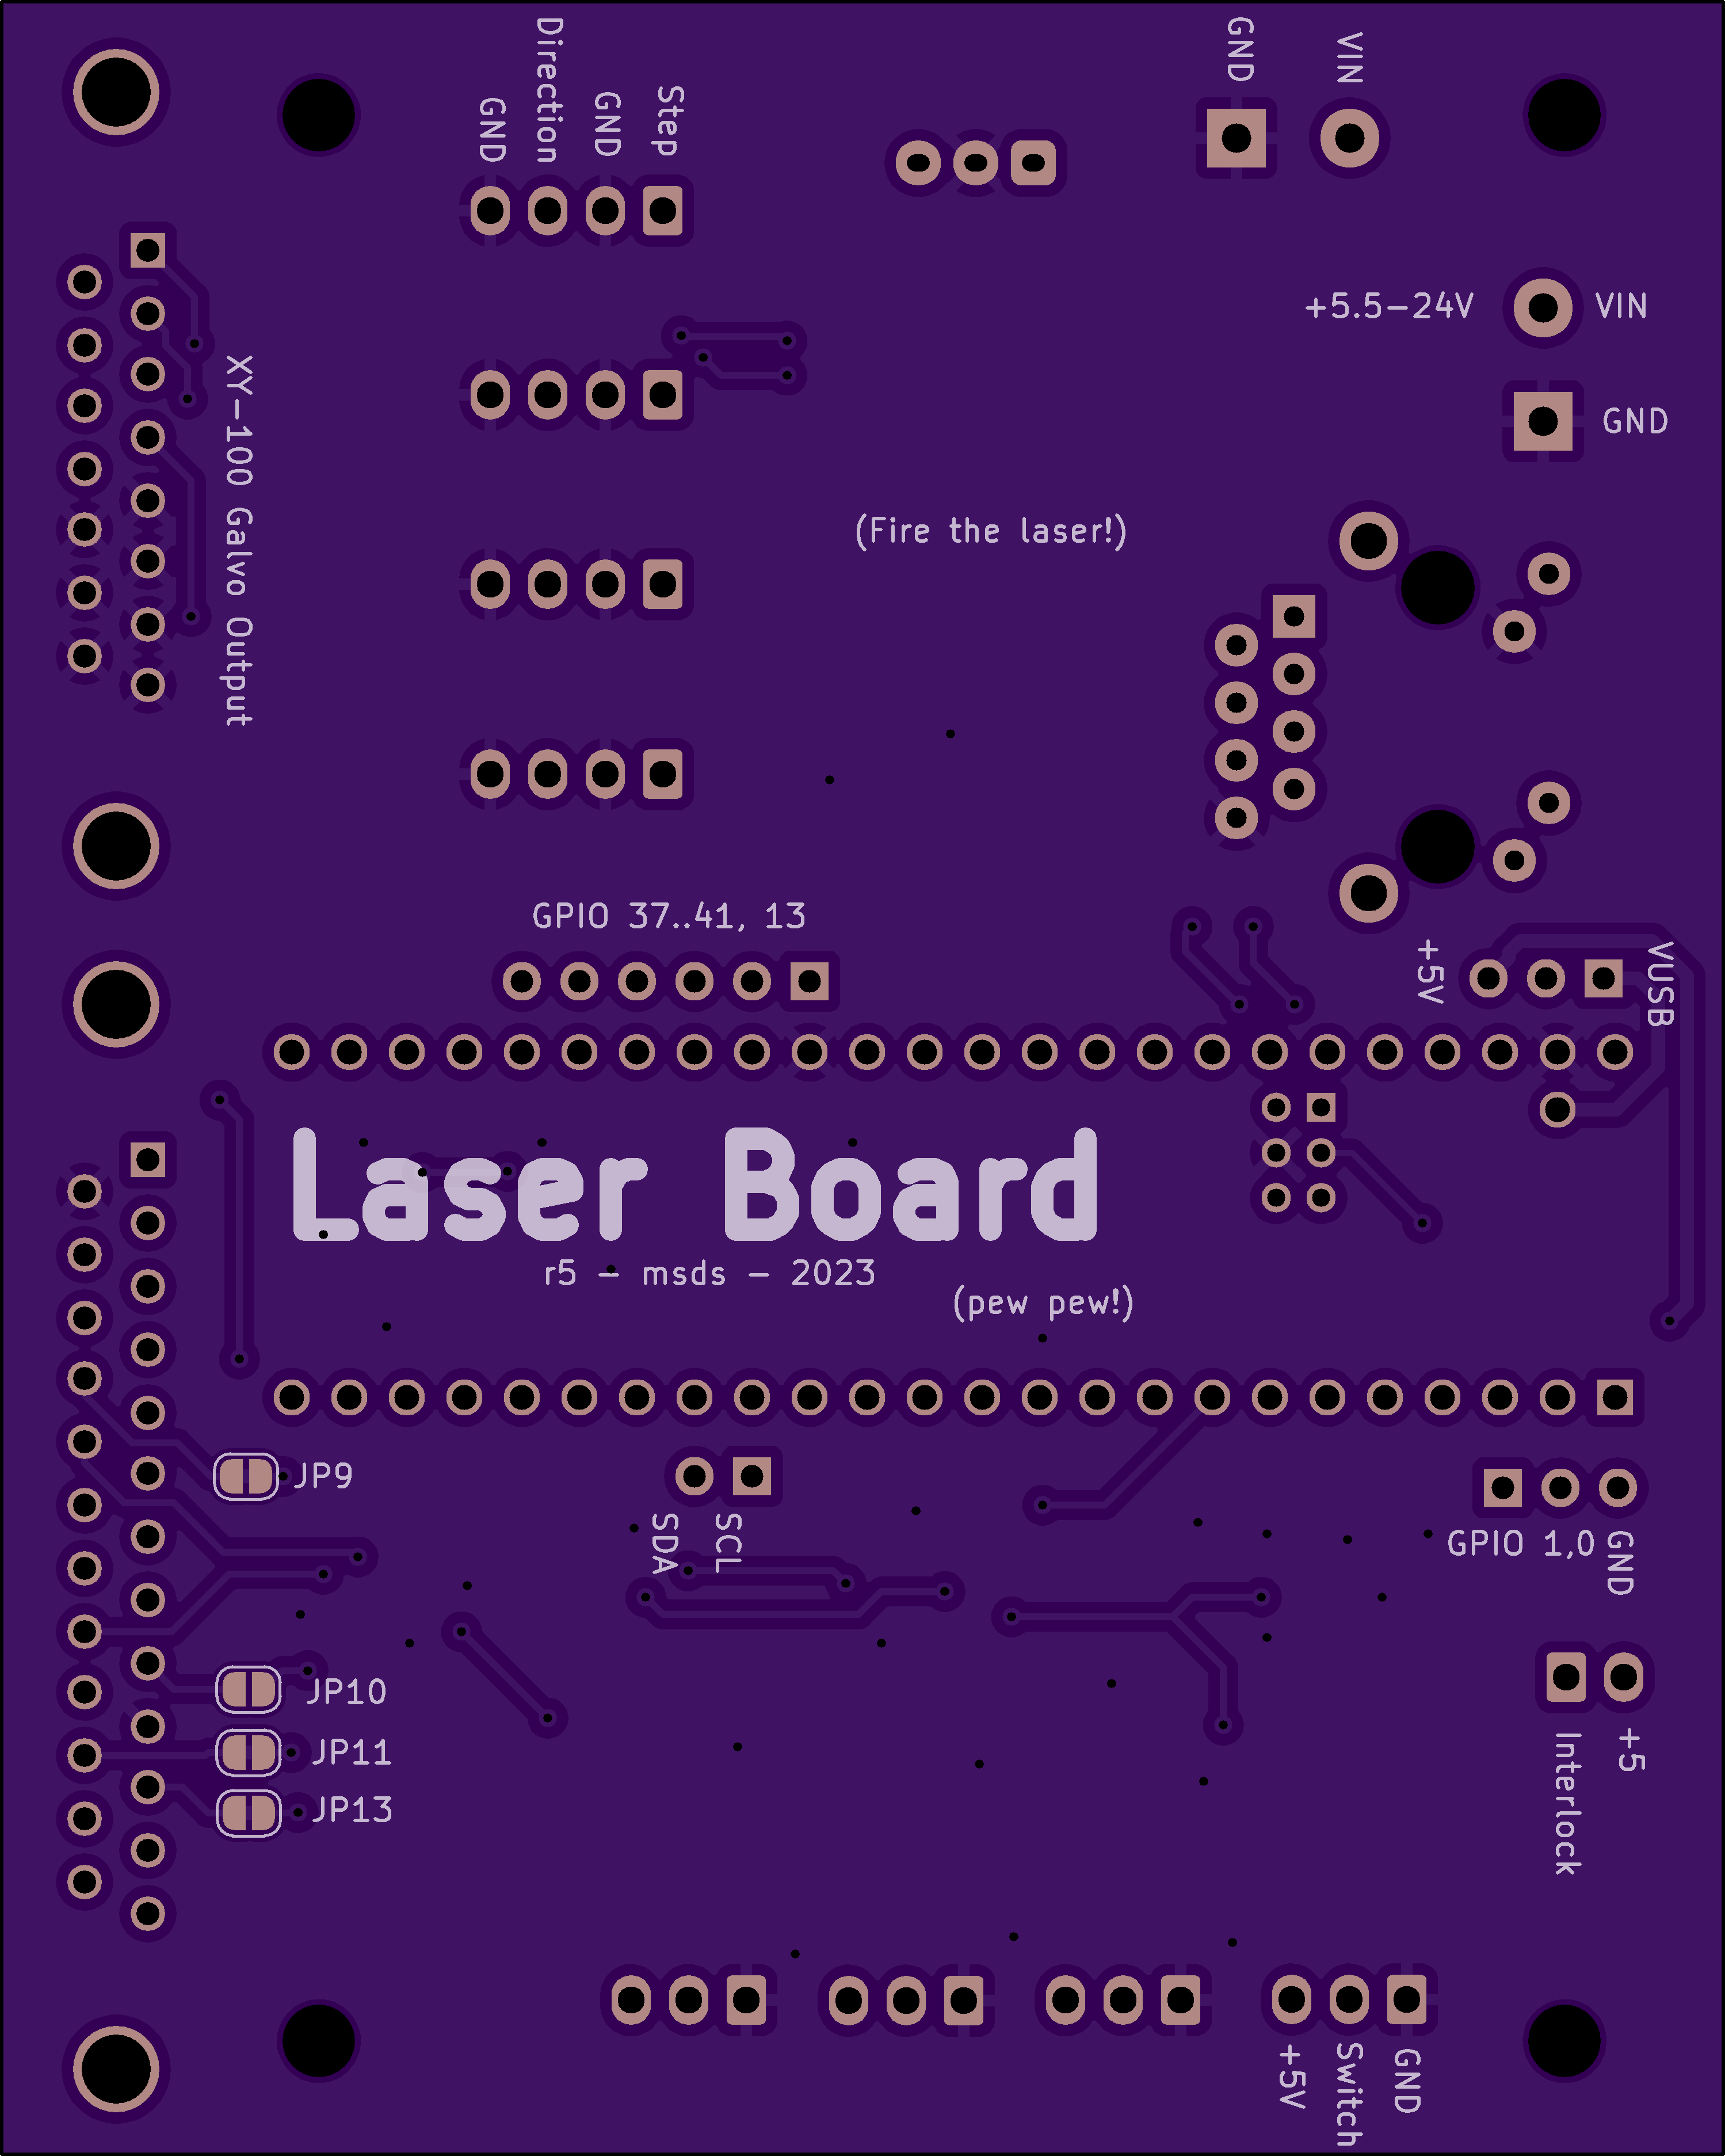 GND
Direction
GND
Step
GND
VIN
+5.5-24V
VIN
GND
XY-100 Galvo Output
(Fire the laser!)
GPIO 37..41, 13
+5V
VUSB
Laser Board
r5 - msds - 2023
(pew pew!)
JP9
SDA
SCL
GPIO 1,0
GND
JP10
JP11
JP13
Interlock
+5
+5V
Switch
GND